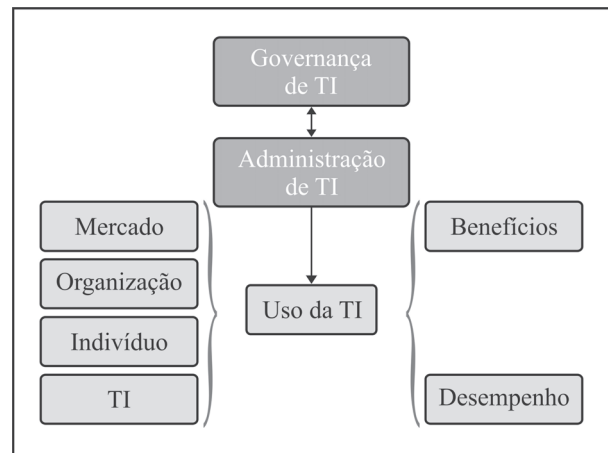 Governança
de TI
Administração
de TI
Mercado
Organização
Indivíduo
TI
Uso da TI
Benefícios
Desempenho